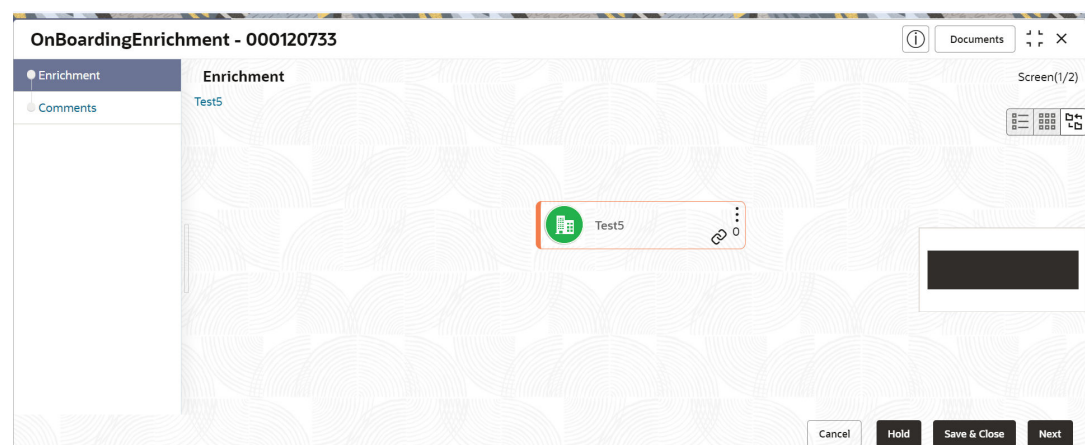 OnBoardingEnrichment - 000120733
Documents
Enrichment
Comments
Enrichment
Screen(1/2)
Test5
Test5
0
Cancel
Hold
Save & Close
Next